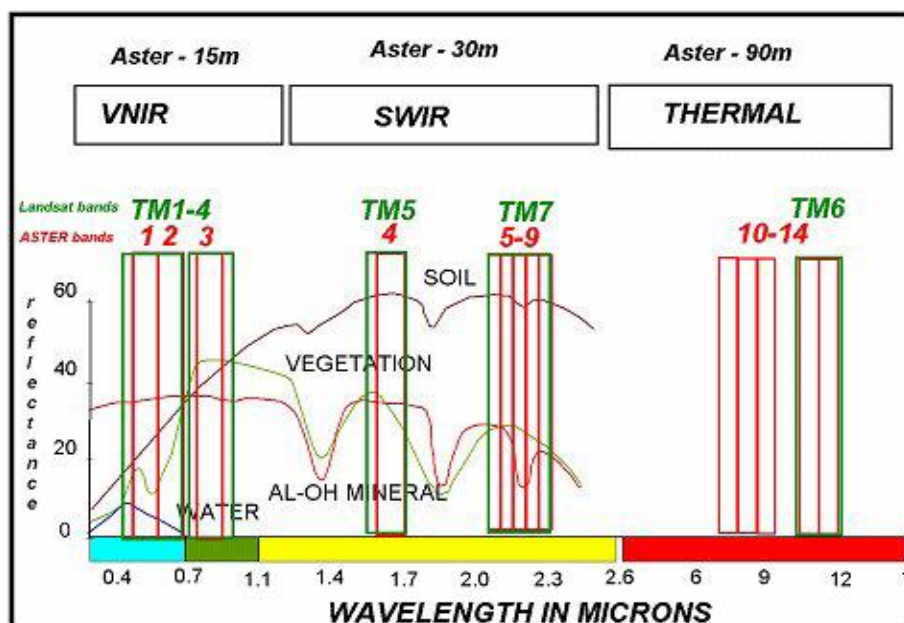 Aster - 15m
Aster - 30m
Aster - 90m
VNIR
SWIR
THERMAL
Landsat bands
TM1-4
TM5
TM7
TM6
ASTER bands
1 2 3
4
5-9
10-14
reflectance
60
40
20
0
SOIL
VEGETATION
AL-OH MINERAL
WATER
0.4 0.7 1.1 1.4 1.7 2.0 2.3 2.6 6 9 12
WAVELENGTH IN MICRONS